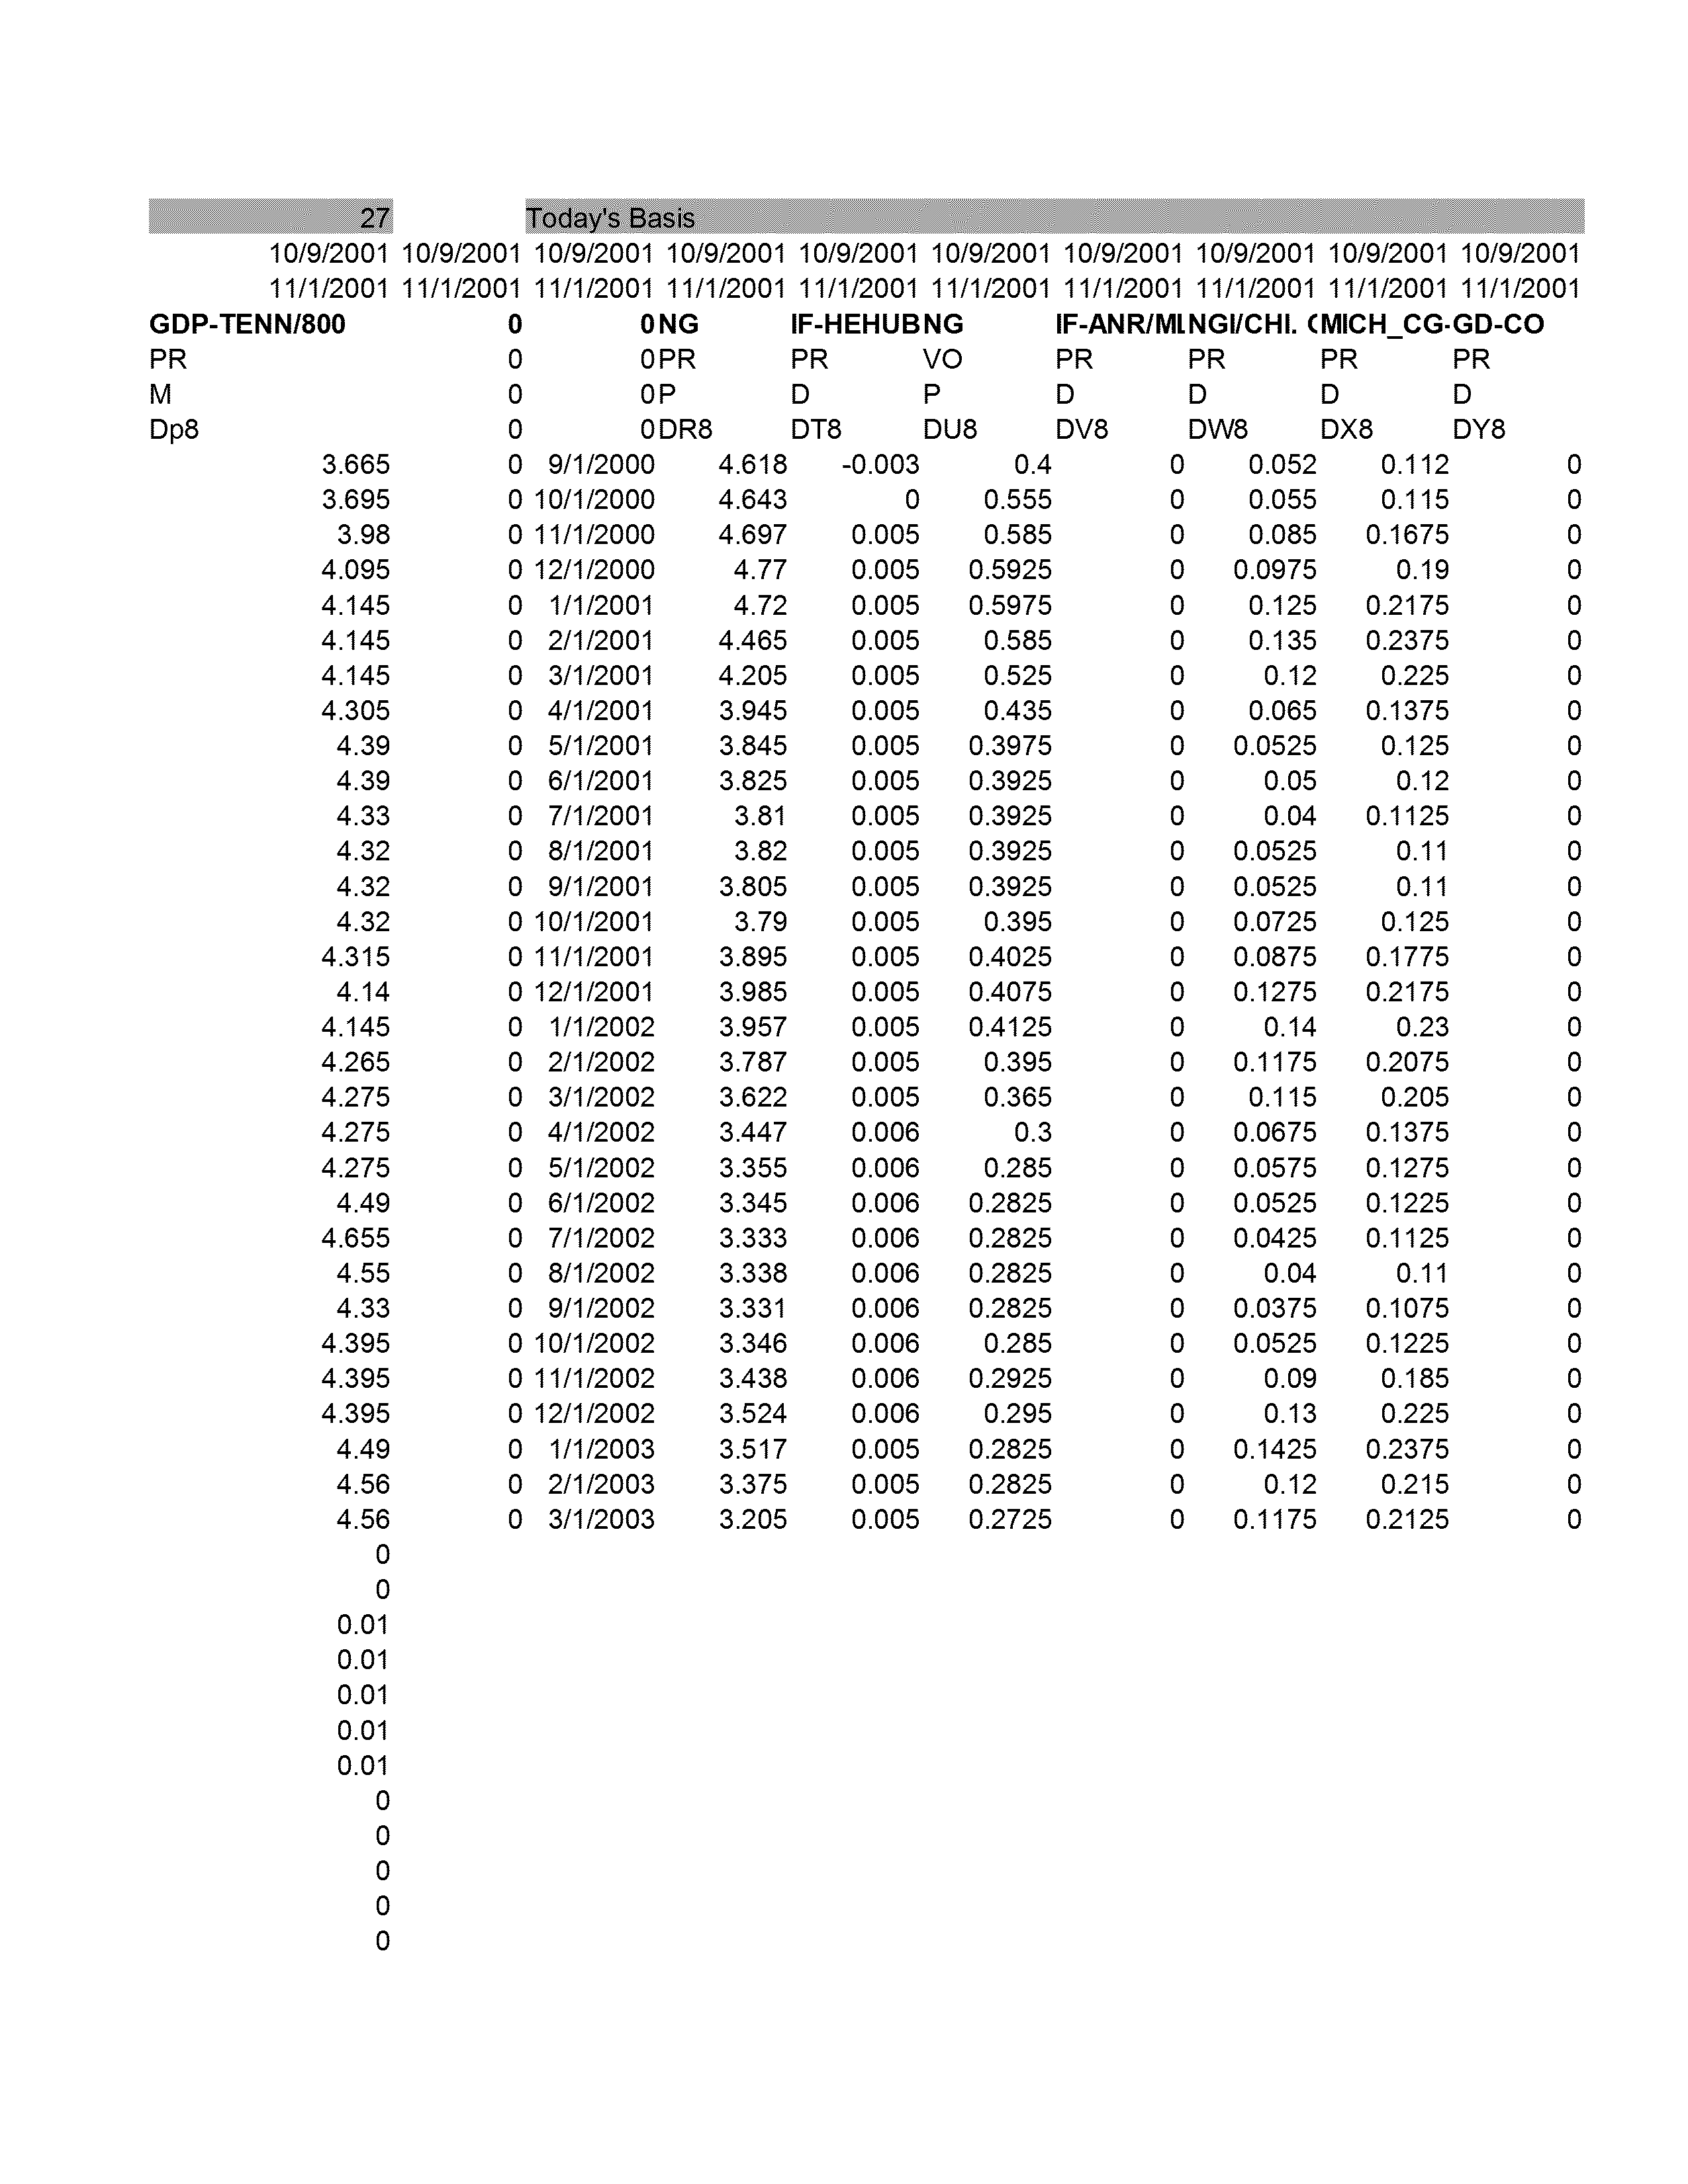 27 Today's Basis
10/9/2001 10/9/2001 10/9/2001 10/9/2001 10/9/2001 10/9/2001 10/9/2001 10/9/2001 10/9/2001 10/9/2001
11/1/2001 11/1/2001 11/1/2001 11/1/2001 11/1/2001 11/1/2001 11/1/2001 11/1/2001 11/1/2001 11/1/2001
GDP-TENN/800 0 0 NG IF-HEHUB NG IF-ANR/ML NGI/CHI. MICH_CG- GD-CO
PR 0 0 PR PR VO PR PR PR PR
M 0 0 P D P D D D D
Dp8 0 0 DR8 DT8 DU8 DV8 DW8 DX8 DY8
3.665 0 9/1/2000 4.618 -0.003 0.4 0 0.052 0.112 0
3.695 0 10/1/2000 4.643 0 0.555 0 0.055 0.115 0
3.98 0 11/1/2000 4.697 0.005 0.585 0 0.085 0.1675 0
4.095 0 12/1/2000 4.77 0.005 0.5925 0 0.0975 0.19 0
4.145 0 1/1/2001 4.72 0.005 0.5975 0 0.125 0.2175 0
4.145 0 2/1/2001 4.465 0.005 0.585 0 0.135 0.2375 0
4.145 0 3/1/2001 4.205 0.005 0.525 0 0.12 0.225 0
4.305 0 4/1/2001 3.945 0.005 0.435 0 0.065 0.1375 0
4.39 0 5/1/2001 3.845 0.005 0.3975 0 0.0525 0.125 0
4.39 0 6/1/2001 3.825 0.005 0.3925 0 0.05 0.12 0
4.33 0 7/1/2001 3.81 0.005 0.3925 0 0.04 0.1125 0
4.32 0 8/1/2001 3.82 0.005 0.3925 0 0.0525 0.11 0
4.32 0 9/1/2001 3.805 0.005 0.3925 0 0.0525 0.11 0
4.32 0 10/1/2001 3.79 0.005 0.395 0 0.0725 0.125 0
4.315 0 11/1/2001 3.895 0.005 0.4025 0 0.0875 0.1775 0
4.14 0 12/1/2001 3.985 0.005 0.4075 0 0.1275 0.2175 0
4.145 0 1/1/2002 3.957 0.005 0.4125 0 0.14 0.23 0
4.265 0 2/1/2002 3.787 0.005 0.395 0 0.1175 0.2075 0
4.275 0 3/1/2002 3.622 0.005 0.365 0 0.115 0.205 0
4.275 0 4/1/2002 3.447 0.006 0.3 0 0.0675 0.1375 0
4.275 0 5/1/2002 3.355 0.006 0.285 0 0.0575 0.1275 0
4.49 0 6/1/2002 3.345 0.006 0.2825 0 0.0525 0.1225 0
4.655 0 7/1/2002 3.333 0.006 0.2825 0 0.0425 0.1125 0
4.55 0 8/1/2002 3.338 0.006 0.2825 0 0.04 0.11 0
4.33 0 9/1/2002 3.331 0.006 0.2825 0 0.0375 0.1075 0
4.395 0 10/1/2002 3.346 0.006 0.285 0 0.0525 0.1225 0
4.395 0 11/1/2002 3.438 0.006 0.2925 0 0.09 0.185 0
4.395 0 12/1/2002 3.524 0.006 0.295 0 0.13 0.225 0
4.49 0 1/1/2003 3.517 0.005 0.2825 0 0.1425 0.2375 0
4.56 0 2/1/2003 3.375 0.005 0.2825 0 0.12 0.215 0
4.56 0 3/1/2003 3.205 0.005 0.2725 0 0.1175 0.2125 0
0
0
0.01
0.01
0.01
0.01
0.01
0
0
0
0
0